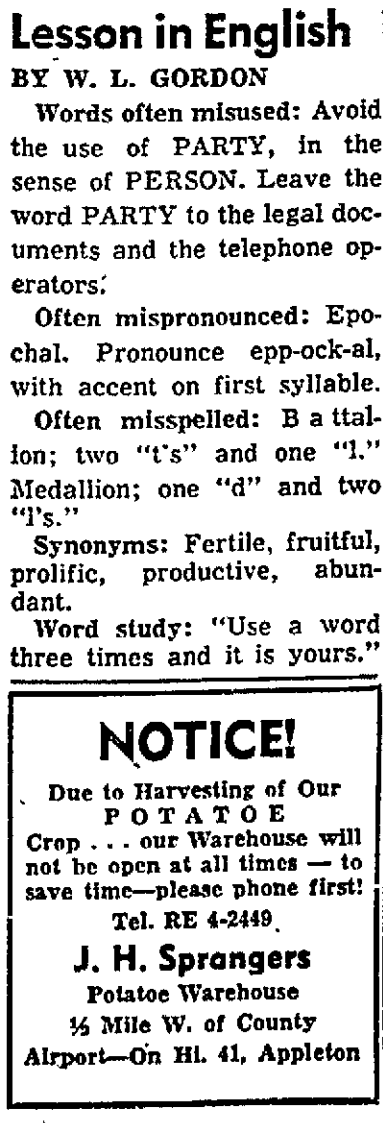 Lesson in English
BY W. L. GORDON
Words often misused: Avoid
the use of PARTY, in the
sense of PERSON. Leave the
word PARTY to the legal doc-
uments and the telephone op-
erators.
Often mispronounced: Epo-
chal. Pronounce epp-ock-al,
with accent on first syllable.
Often misspelled: Battal-
ion; two "t's" and one "l."
Medallion; one "d" and two
"l's."
Synonyms: Fertile, fruitful,
prolific, productive, abun-
dant.
Word study: "Use a word
three times and it is yours."
NOTICE!
Due to Harvesting of Our
POTATOE
Crop . . . our Warehouse will
not be open at all times — to
save time—please phone first!
Tel. RE 4-2449
J. H. Sprangers
Potatoe Warehouse
Mile W. of County
Airport—On Hi. 41, Appleton